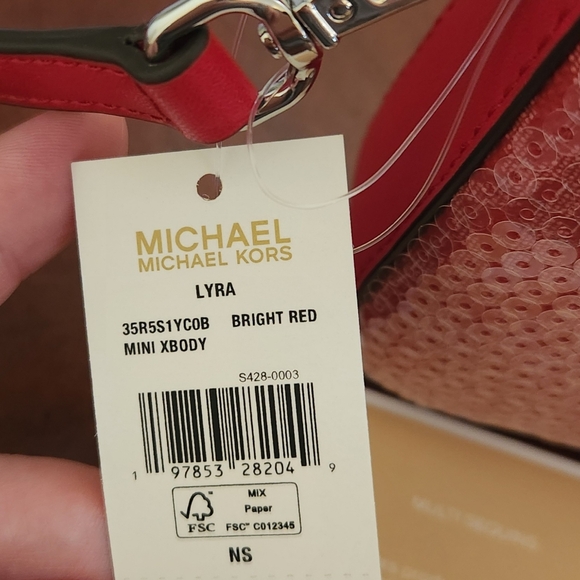 MICHAEL
MICHAEL KORS
LYRA
35R5S1YC0B BRIGHT RED
MINI XBODY
S428-0003
1 97853 28204 9
FSC
MIX
Paper
FSC™ C012345
NS